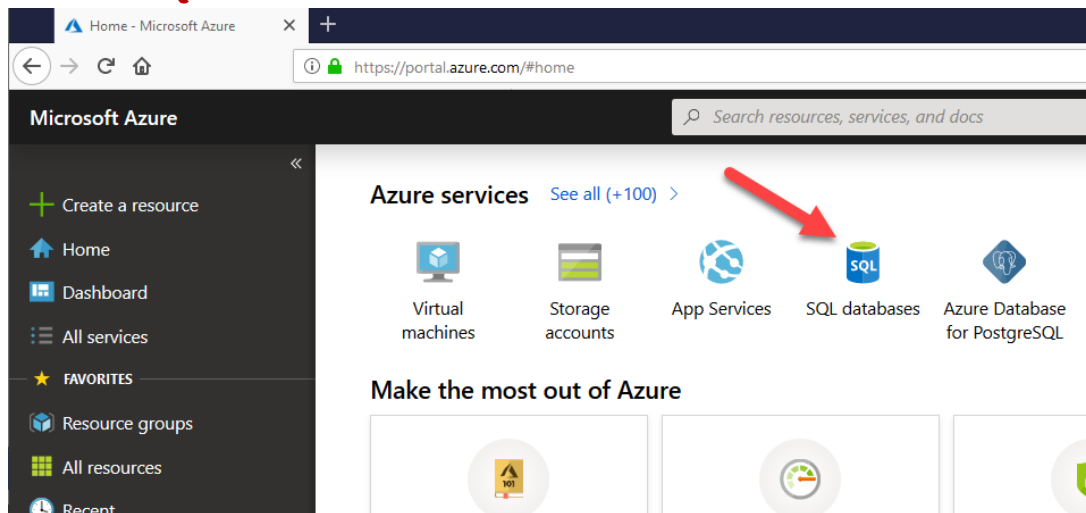 Home - Microsoft Azure
https://portal.azure.com/#home
Microsoft Azure
Search resources, services, and docs
Create a resource
Home
Dashboard
All services
FAVORITES
Resource groups
All resources
Recent
Azure services See all (+100)
Virtual machines
Storage accounts
App Services
SQL
SQL databases
Azure Database for PostgreSQL
Make the most out of Azure
101